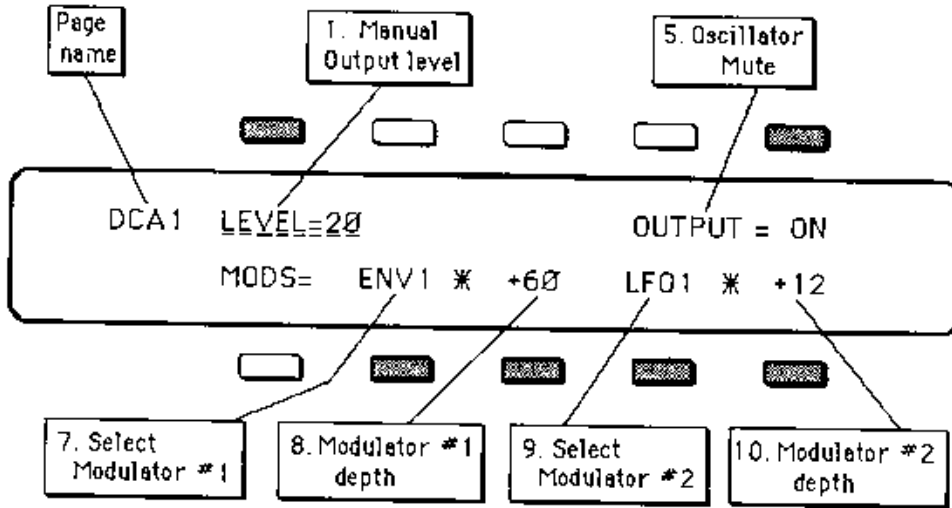 Page
name
1. Manual
Output level
5. Oscillator
Mute
DCA1 LEVEL=20 OUTPUT = ON
MODS= ENV1 * +60 LFO1 * +12
7. Select
Modulator #1
8. Modulator #1
depth
9. Select
Modulator #2
10. Modulator #2
depth